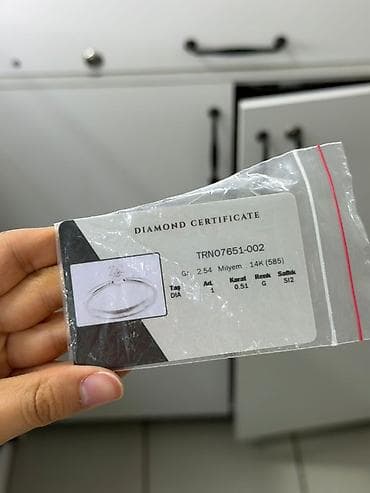 DIAMOND CERTIFICATE
TRN07651-002
Gr 2.54 Milyem 14K (585)
Taş Ad. Karat Renk Saflık
DIA 1 0.51 G SI2